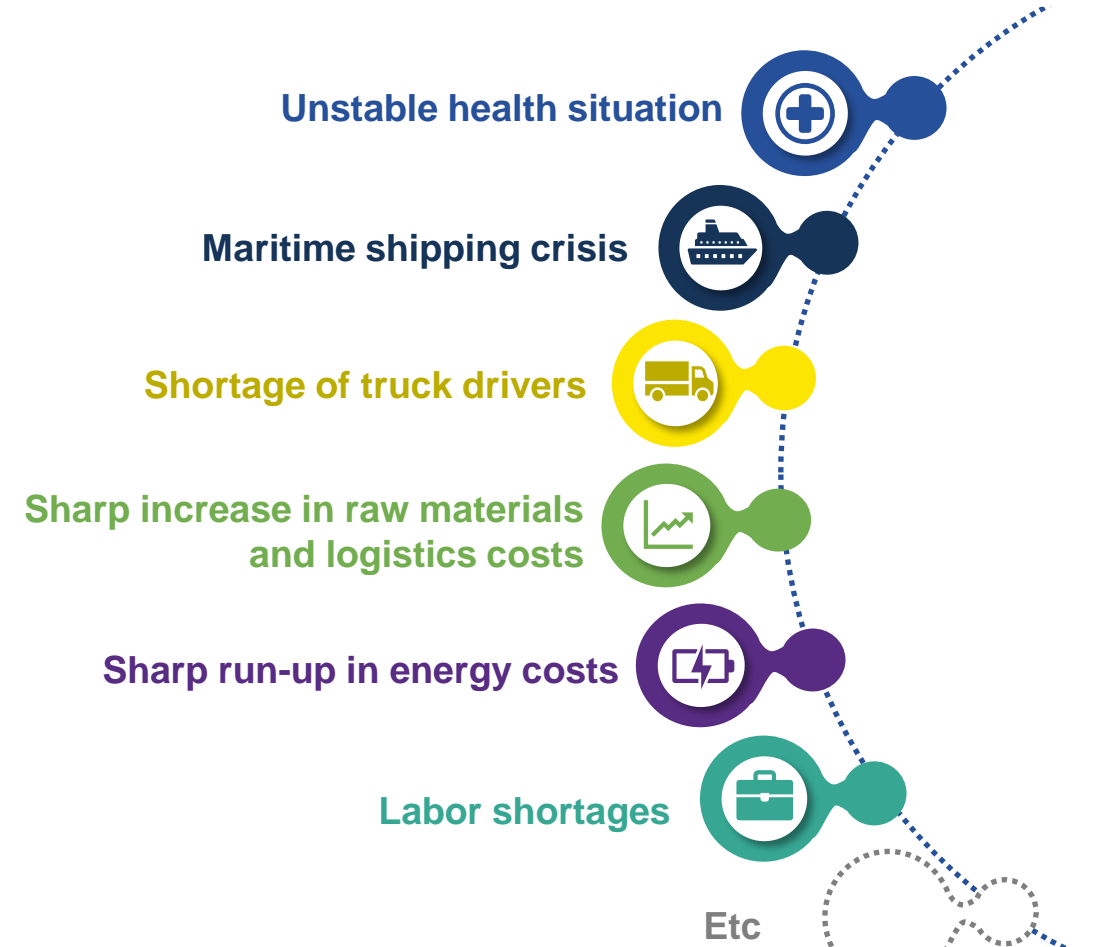 Unstable health situation
Maritime shipping crisis
Shortage of truck drivers
Sharp increase in raw materials
and logistics costs
Sharp run-up in energy costs
Labor shortages
Etc